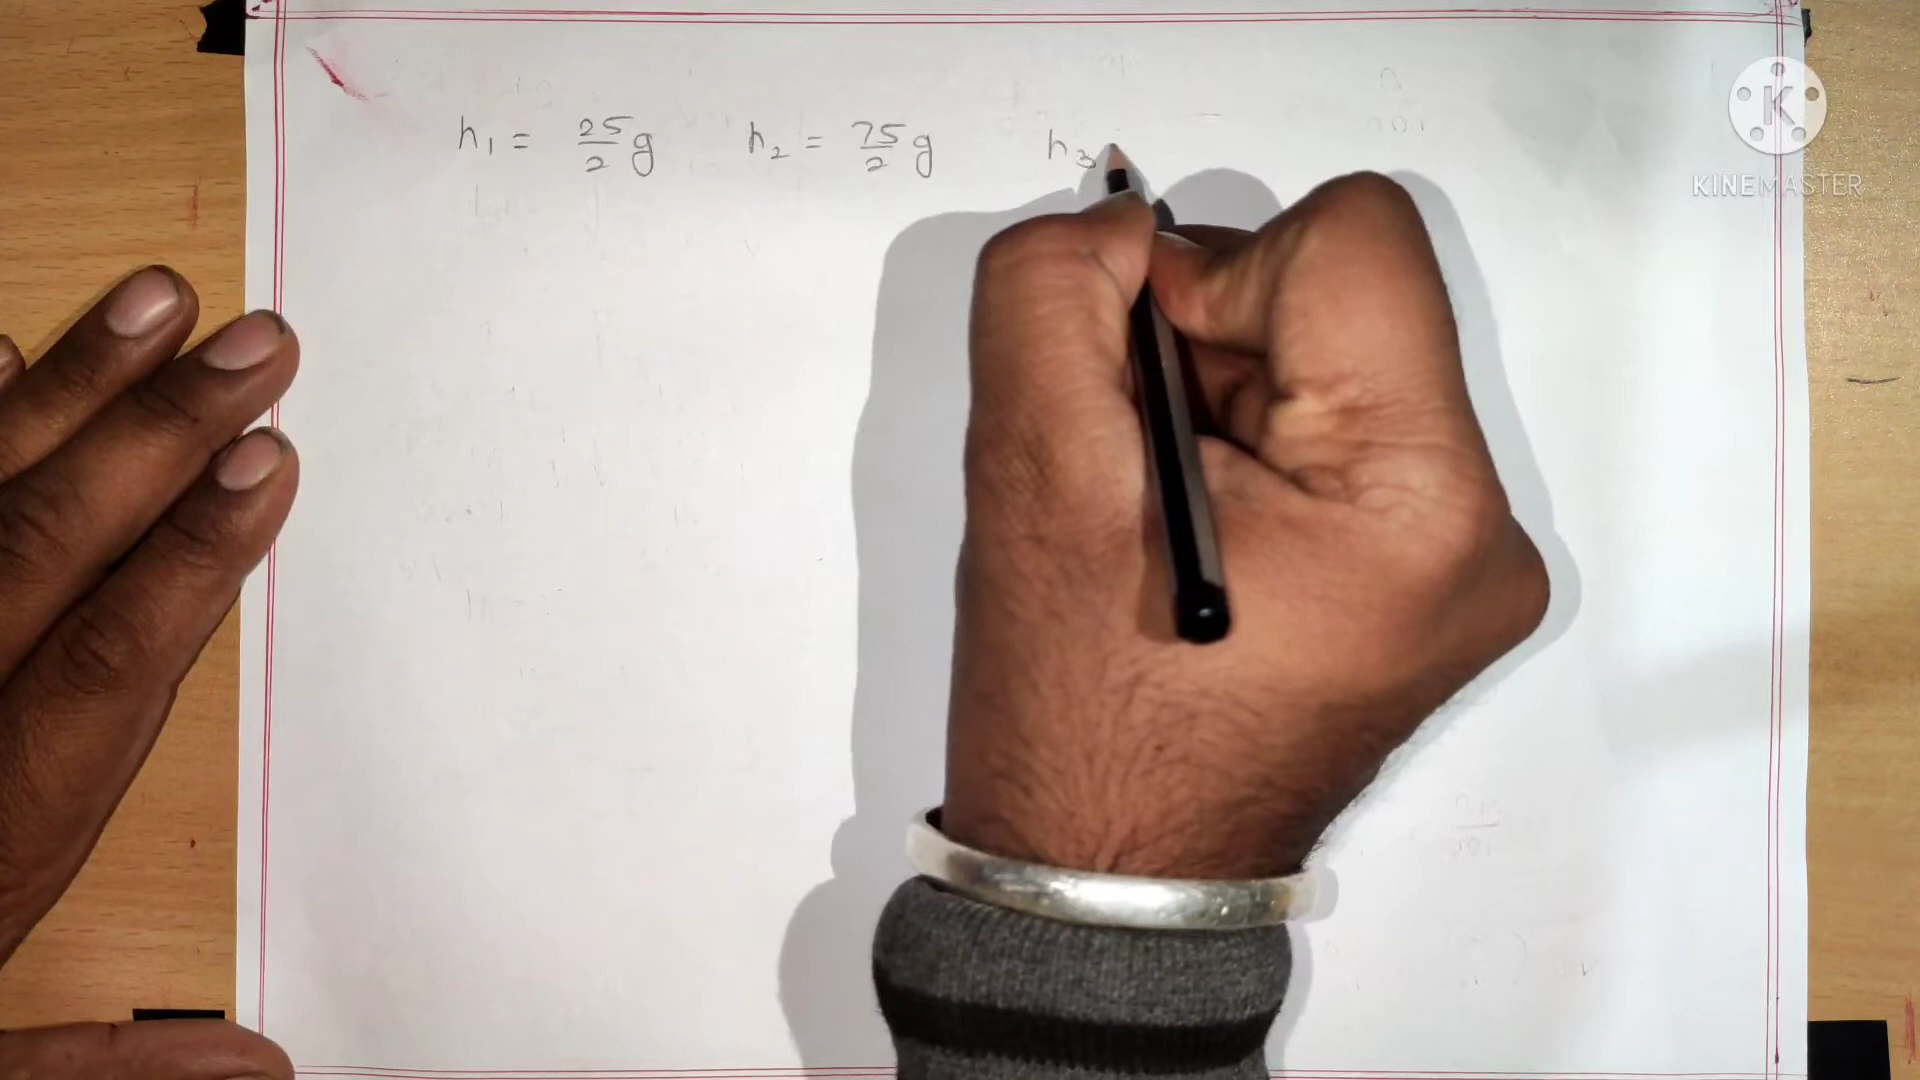 h₁ = 25/2 g h₂ = 75/2 g h₃
K
KINEMASTER